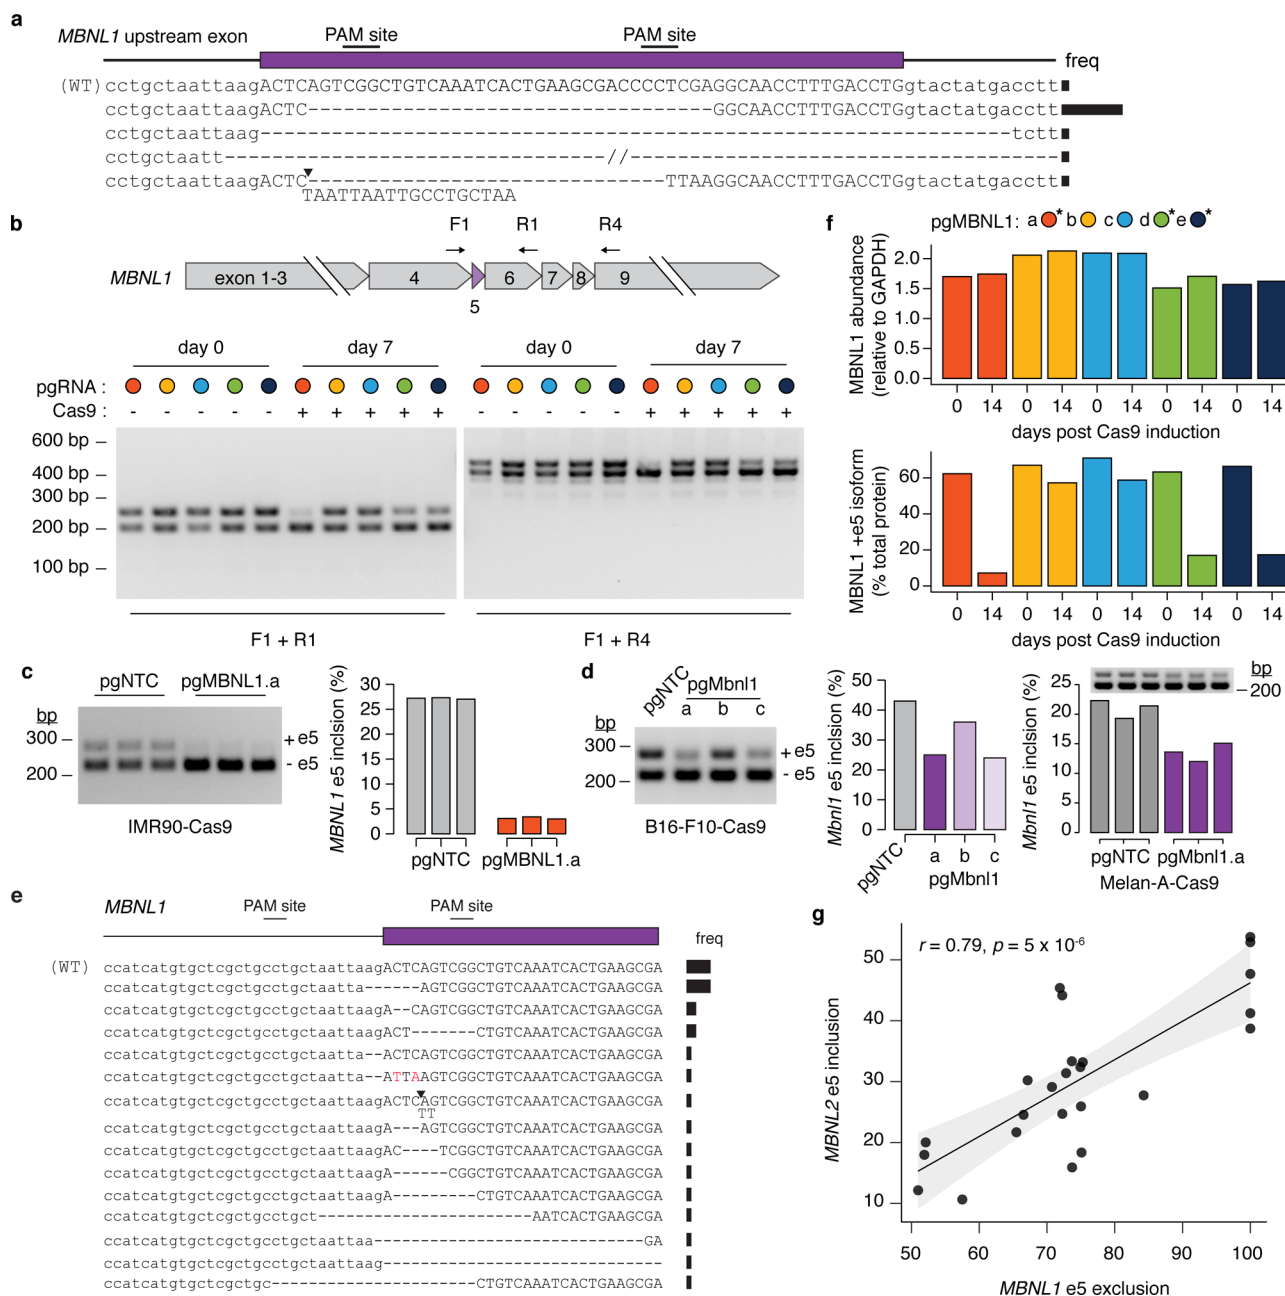 a
MBNL1 upstream exon
PAM site
PAM site
freq
(WT) cctgctaattaagACTCAGTCGGCTGTCAAATCACTGAAGCGACCCCTCGAGGCAACCTTTGACCTGgtactatgacctt
cctgctaattaagACTC----------------------------------GGCAACCTTTGACCTGgtactatgacctt
cctgctaattaag---------------------------------------------------------------tctt
cctgctaatt--------------------------------//------------------------------------
cctgctaattaagACTC------------------------------TTAAGGCAACCTTTGACCTGgtactatgacctt
TAATTAATTGCCTGCTAA
b
F1 R1 R4
MBNL1
exon 1-3 4 6 7 8 9
5
day 0 day 7 day 0 day 7
pgRNA :
Cas9 : - - - - - + + + + + - - - - - + + + + +
600 bp
400 bp
300 bp
200 bp
100 bp
F1 + R1 F1 + R4
c
pgNTC pgMBNL1.a
bp
300
200
+ e5
- e5
IMR90-Cas9
MBNL1 e5 inclsion (%)
30
25
20
15
10
5
0
pgNTC
pgMBNL1.a
d
pgNTC
pgMbnl1
a b c
bp
300
200
+ e5
- e5
B16-F10-Cas9
Mbnl1 e5 inclsion (%)
50
40
30
20
10
0
pgNTC
a b c
pgMbnl1
Mbnl1 e5 inclsion (%)
25
20
15
10
5
0
bp
200
pgNTC pgMbnl1.a
Melan-A-Cas9
e
MBNL1
PAM site
PAM site
freq
(WT) ccatcatgtgctcgctgcctgctaattaagACTCAGTCGGCTGTCAAATCACTGAAGCGA
ccatcatgtgctcgctgcctgctaatta------AGTCGGCTGTCAAATCACTGAAGCGA
ccatcatgtgctcgctgcctgctaattaagA--CAGTCGGCTGTCAAATCACTGAAGCGA
ccatcatgtgctcgctgcctgctaattaagACT-------CTGTCAAATCACTGAAGCGA
ccatcatgtgctcgctgcctgctaatta--ACTCAGTCGGCTGTCAAATCACTGAAGCGA
ccatcatgtgctcgctgcctgctaatta--ATTAAGTCGGCTGTCAAATCACTGAAGCGA
ccatcatgtgctcgctgcctgctaattaagACTCAGTCGGCTGTCAAATCACTGAAGCGA
TT
ccatcatgtgctcgctgcctgctaattaagA---AGTCGGCTGTCAAATCACTGAAGCGA
ccatcatgtgctcgctgcctgctaattaagAC----TCGGCTGTCAAATCACTGAAGCGA
ccatcatgtgctcgctgcctgctaattaagA------CGGCTGTCAAATCACTGAAGCGA
ccatcatgtgctcgctgcctgctaattaagA---------CTGTCAAATCACTGAAGCGA
ccatcatgtgctcgctgcctgct-----------------------AATCACTGAAGCGA
ccatcatgtgctcgctgcctgctaattaa-----------------------------GA
ccatcatgtgctcgctgcctgctaattaag------------------------------
ccatcatgtgctcgctgc----------------------CTGTCAAATCACTGAAGCGA
f
pgMBNL1: a * b c d * e *
MBNL1 abundance
(relative to GAPDH)
2.0
1.5
1.0
0.5
0.0
0 14 0 14 0 14 0 14 0 14
days post Cas9 induction
MBNL1 +e5 isoform
(% total protein)
60
40
20
0
0 14 0 14 0 14 0 14 0 14
days post Cas9 induction
g
r = 0.79, p = 5 x 10⁻⁶
MBNL2 e5 inclusion
50
40
30
20
10
50 60 70 80 90 100
MBNL1 e5 exclusion